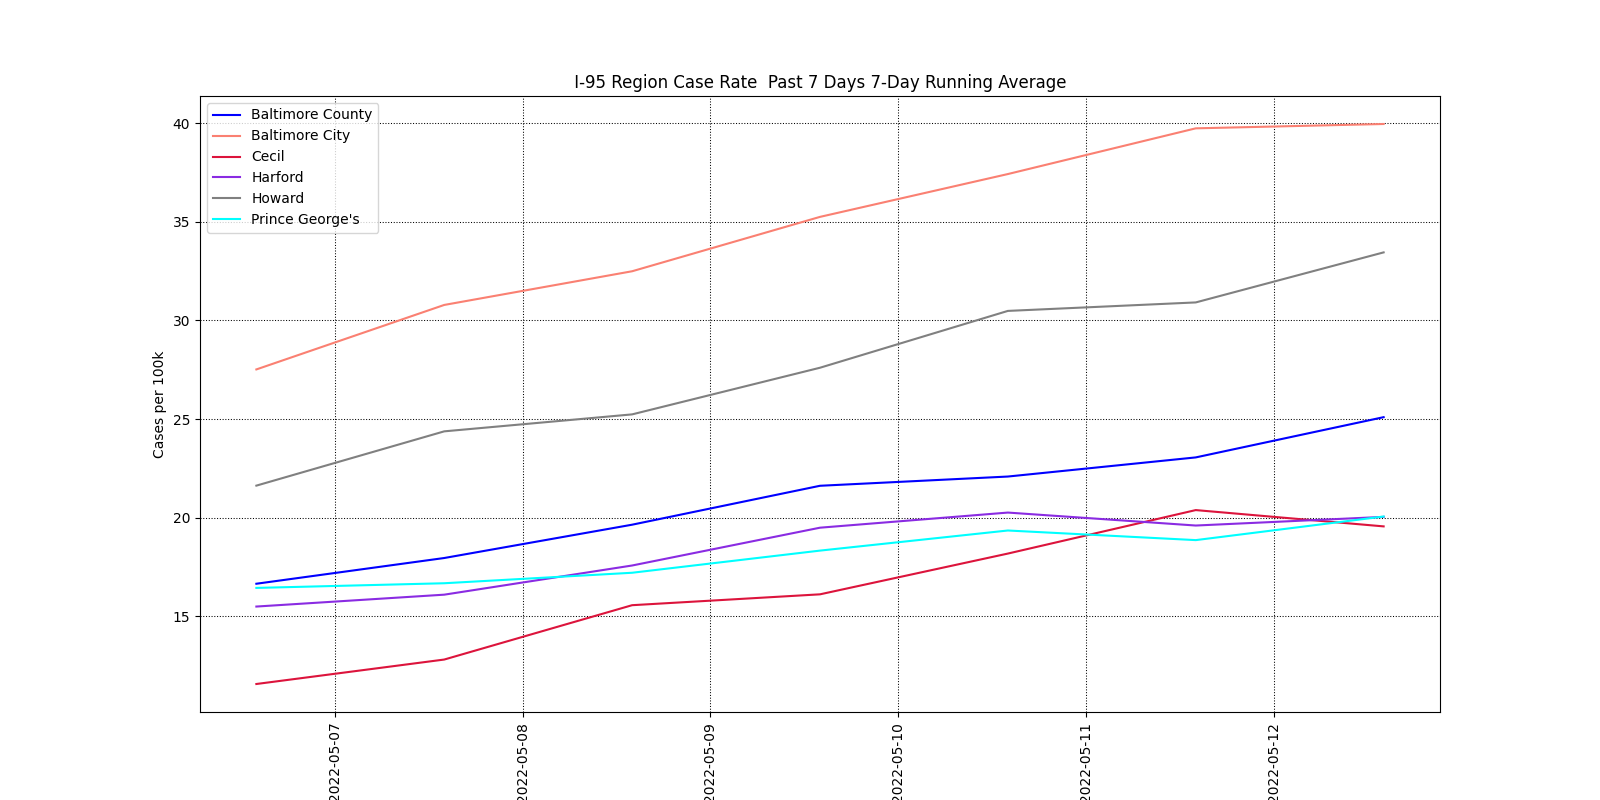 I-95 Region Case Rate  Past 7 Days 7-Day Running Average
Baltimore County
Baltimore City
Cecil
Harford
Howard
Prince George's
Cases per 100k
40
35
30
25
20
15
2022-05-07
2022-05-08
2022-05-09
2022-05-10
2022-05-11
2022-05-12